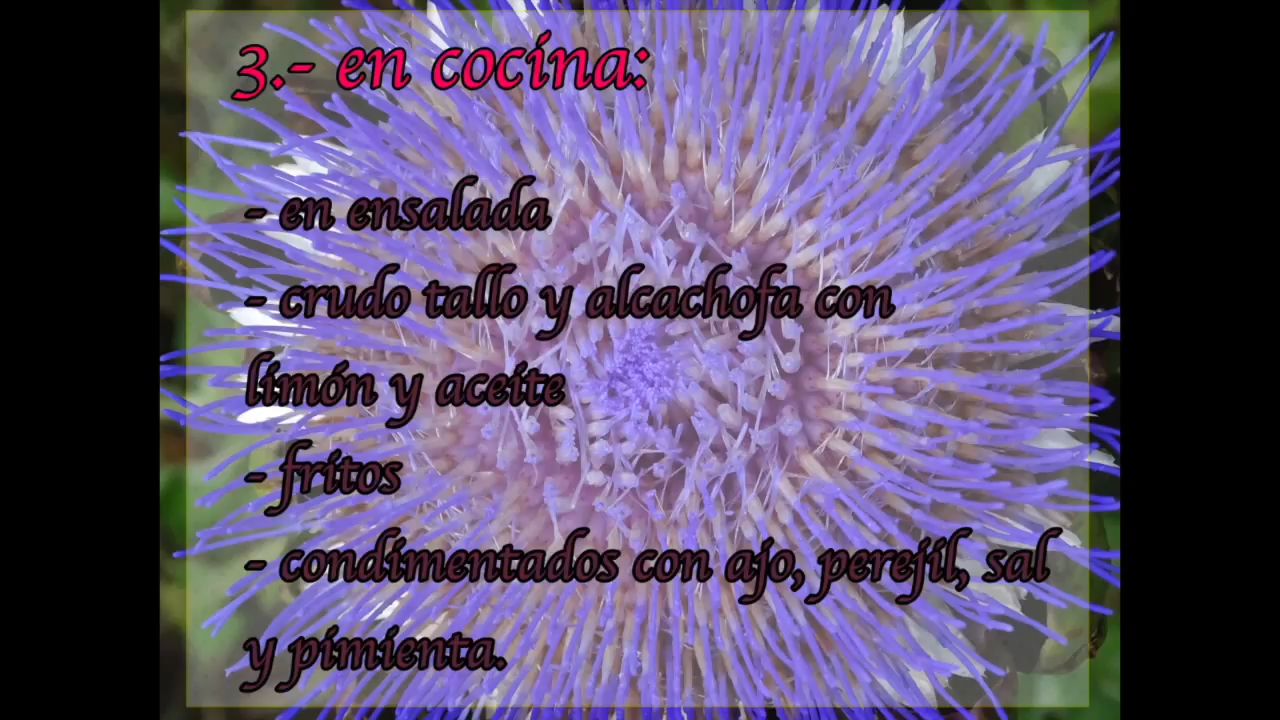 3.- en cocina:
- en ensalada
- crudo tallo y alcachofa con
limón y aceite
- fritos
- condimentados con ajo, perejil, sal
y pimienta.